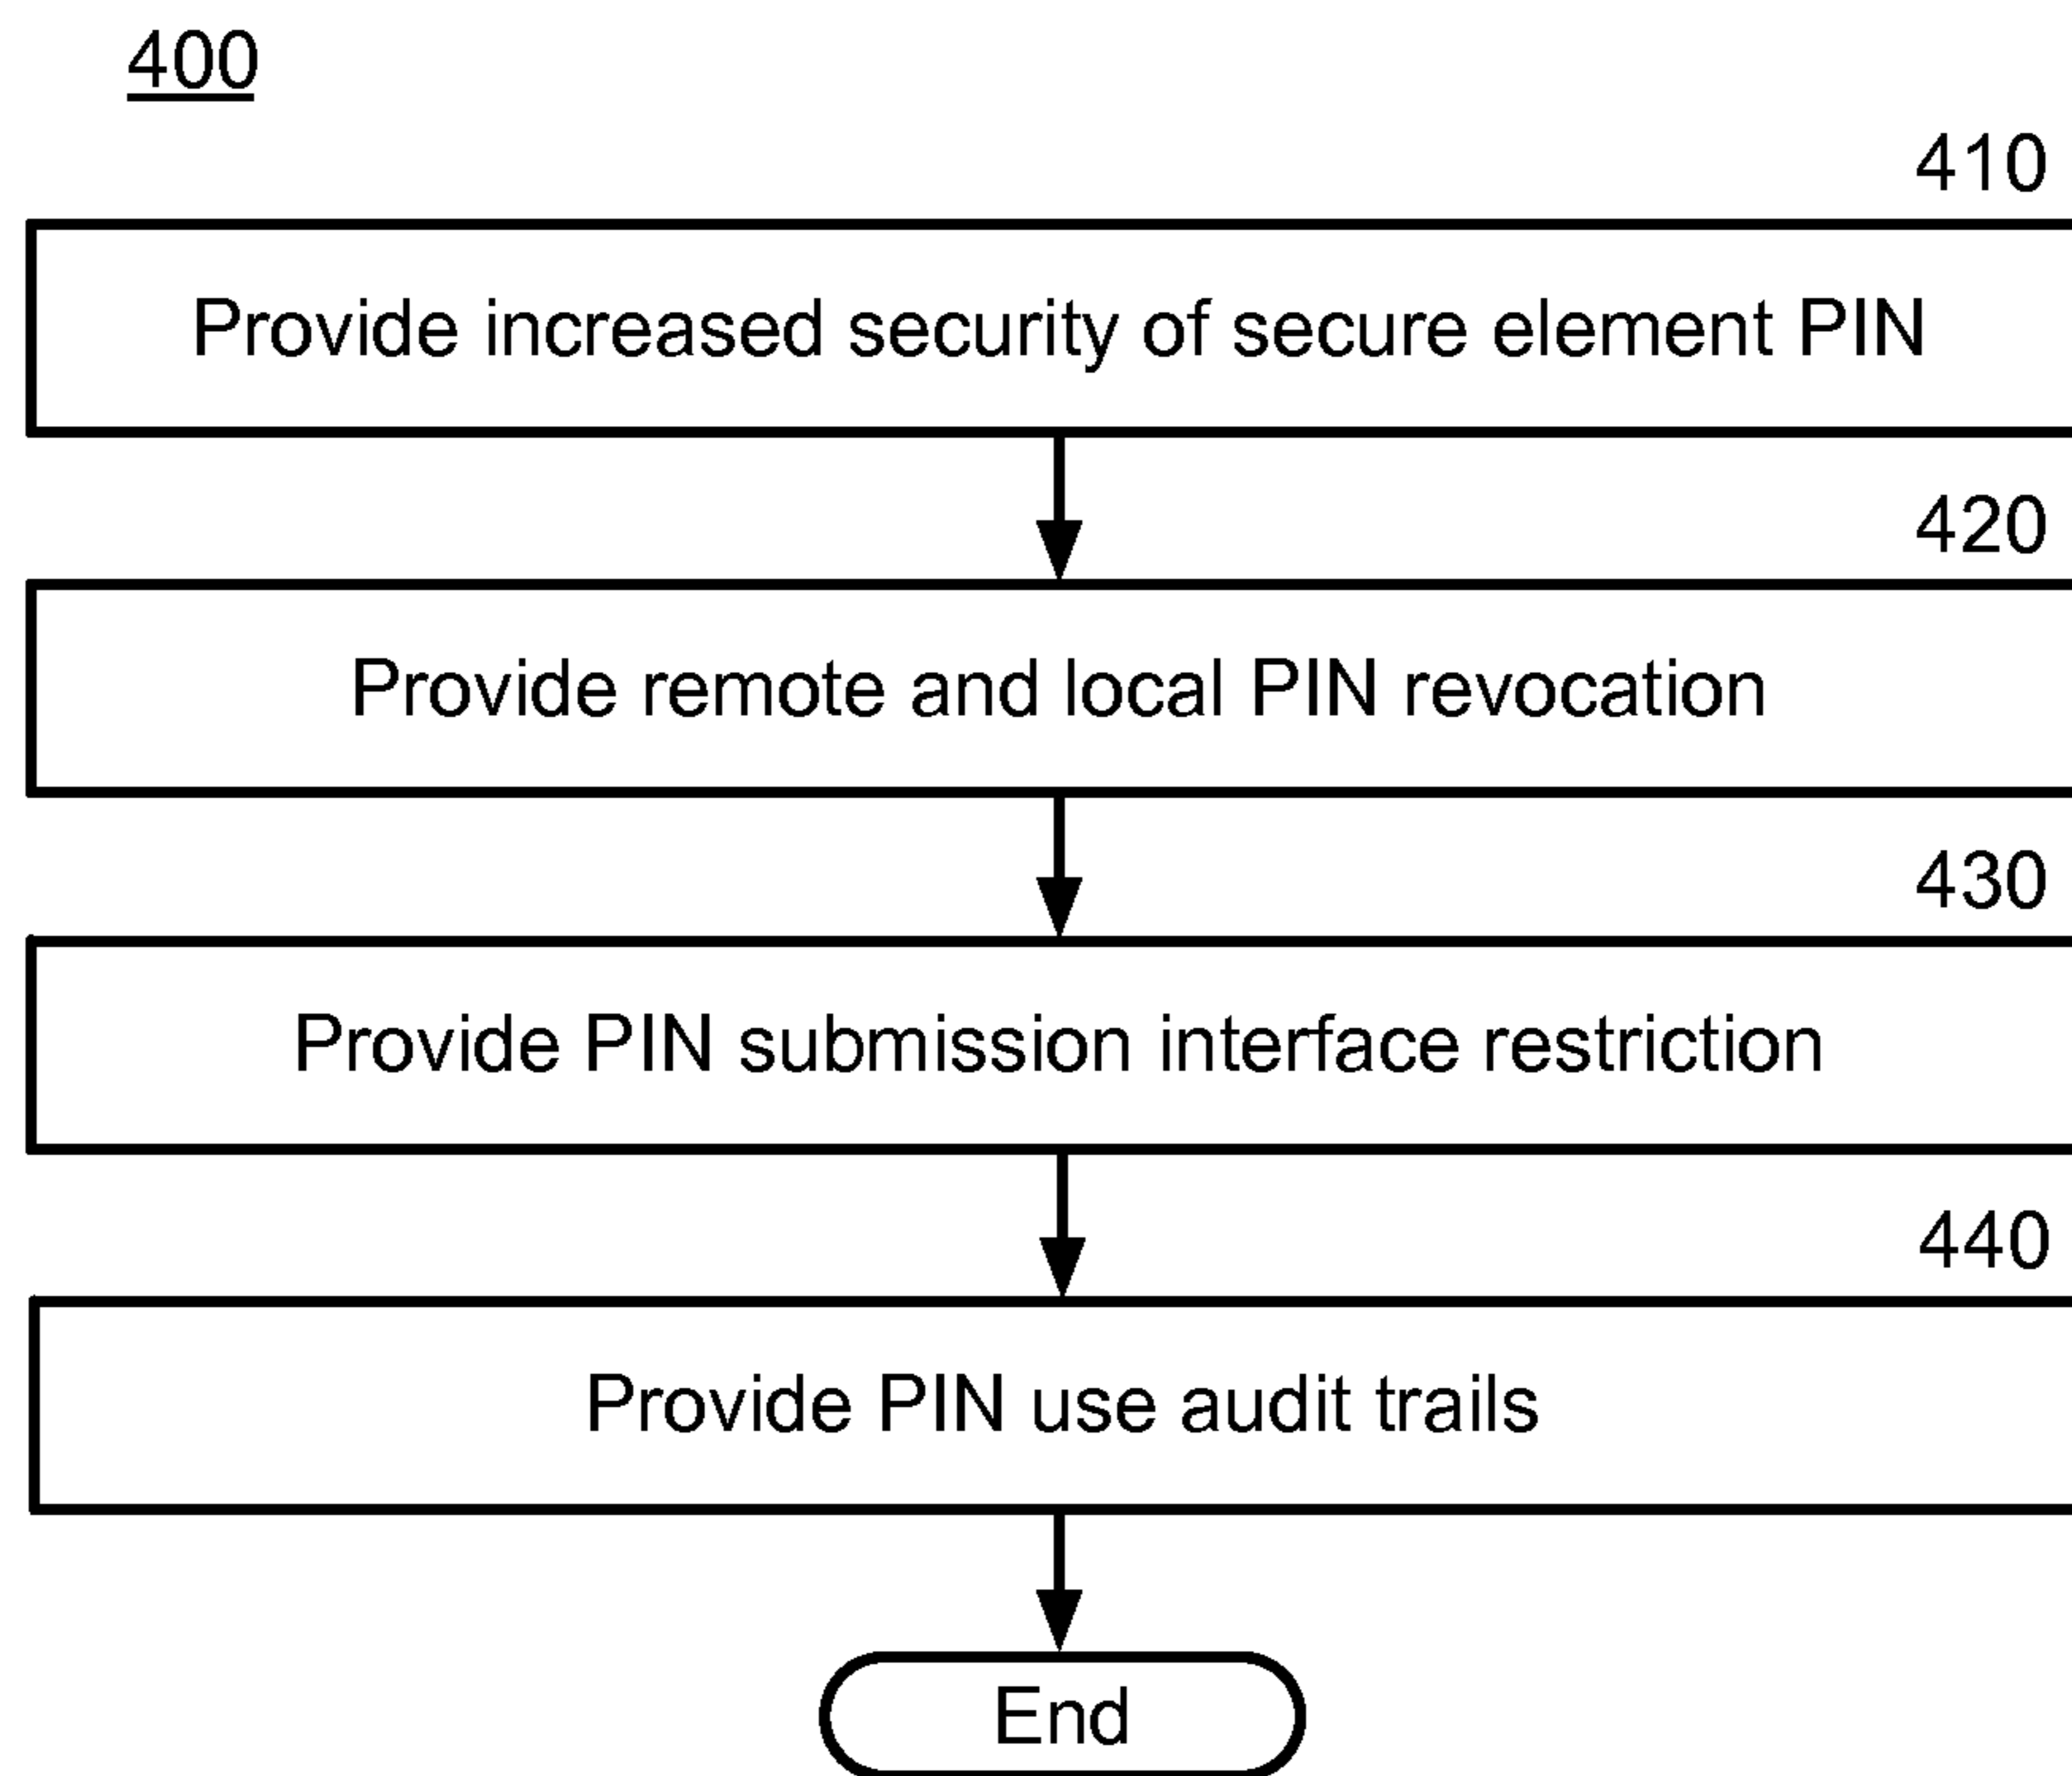 400
410
Provide increased security of secure element PIN
420
Provide remote and local PIN revocation
430
Provide PIN submission interface restriction
440
Provide PIN use audit trails
End